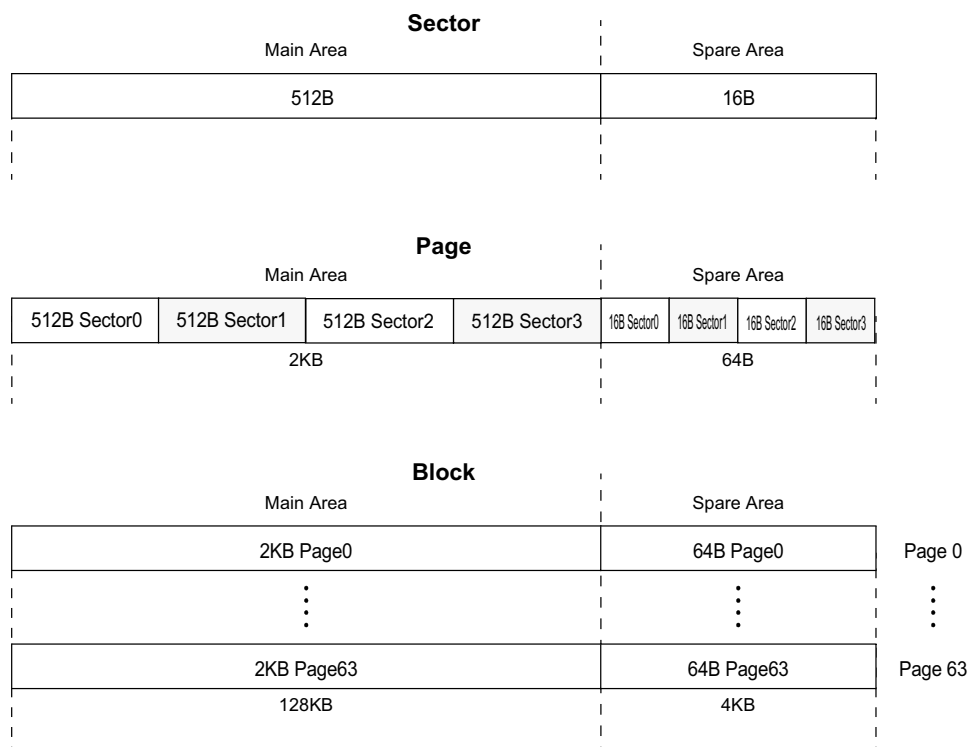 Sector
Main Area Spare Area
512B 16B
Page
Main Area Spare Area
512B Sector0 512B Sector1 512B Sector2 512B Sector3 16B Sector0 16B Sector1 16B Sector2 16B Sector3
2KB 64B
Block
Main Area Spare Area
2KB Page0 64B Page0 Page 0
2KB Page63 64B Page63 Page 63
128KB 4KB